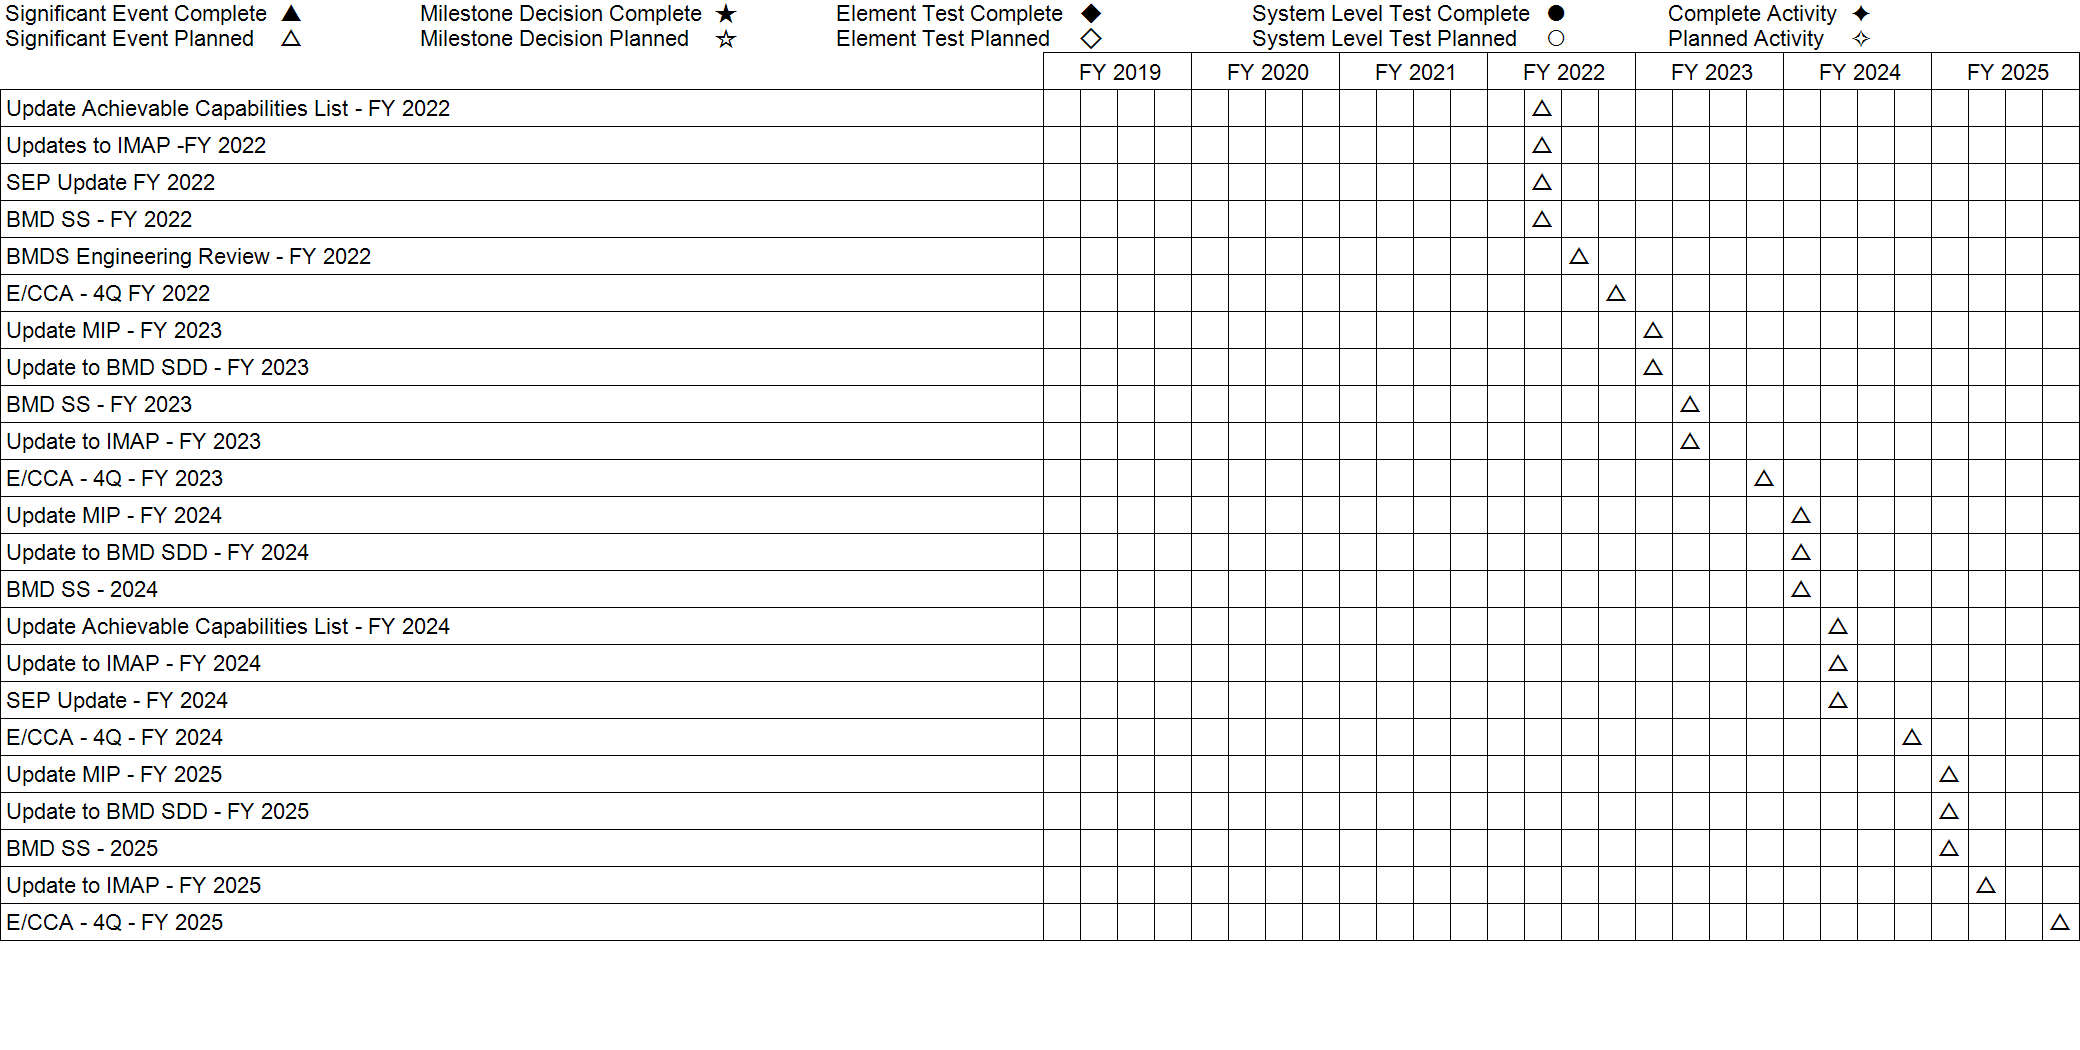 Significant Event Complete ▲ Milestone Decision Complete ★ Element Test Complete ◆ System Level Test Complete ● Complete Activity ✦
Significant Event Planned △ Milestone Decision Planned ☆ Element Test Planned ◇ System Level Test Planned ○ Planned Activity ✧
FY 2019 FY 2020 FY 2021 FY 2022 FY 2023 FY 2024 FY 2025
Update Achievable Capabilities List - FY 2022 △
Updates to IMAP -FY 2022 △
SEP Update FY 2022 △
BMD SS - FY 2022 △
BMDS Engineering Review - FY 2022 △
E/CCA - 4Q FY 2022 △
Update MIP - FY 2023 △
Update to BMD SDD - FY 2023 △
BMD SS - FY 2023 △
Update to IMAP - FY 2023 △
E/CCA - 4Q - FY 2023 △
Update MIP - FY 2024 △
Update to BMD SDD - FY 2024 △
BMD SS - 2024 △
Update Achievable Capabilities List - FY 2024 △
Update to IMAP - FY 2024 △
SEP Update - FY 2024 △
E/CCA - 4Q - FY 2024 △
Update MIP - FY 2025 △
Update to BMD SDD - FY 2025 △
BMD SS - 2025 △
Update to IMAP - FY 2025 △
E/CCA - 4Q - FY 2025 △